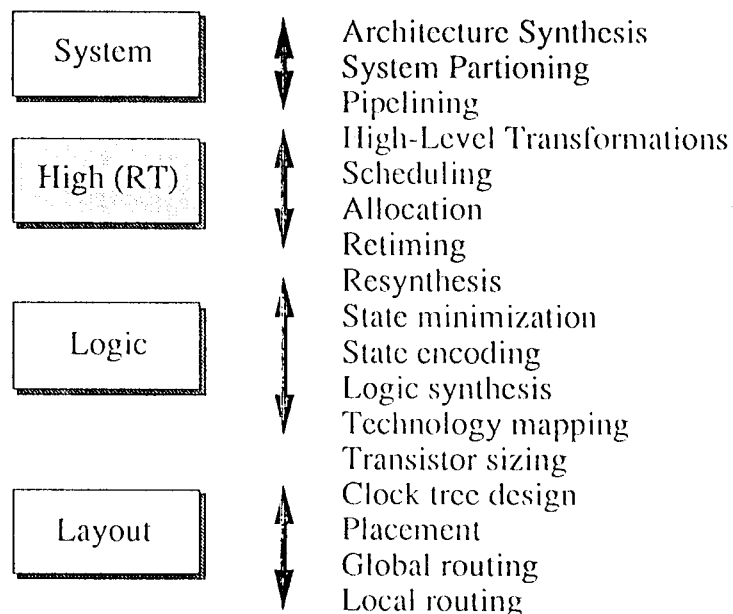 System
High (RT)
Logic
Layout
Architecture Synthesis
System Partioning
Pipelining
High-Level Transformations
Scheduling
Allocation
Retiming
Resynthesis
State minimization
State encoding
Logic synthesis
Technology mapping
Transistor sizing
Clock tree design
Placement
Global routing
Local routing